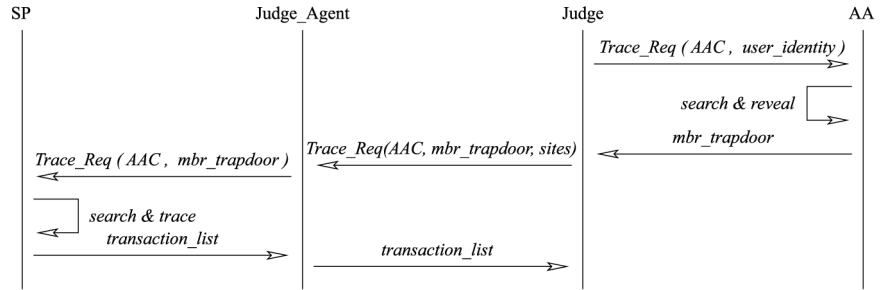 SP Judge_Agent Judge AA
Trace_Req ( AAC , user_identity )
search & reveal
mbr_trapdoor
Trace_Req(AAC, mbr_trapdoor, sites)
Trace_Req ( AAC , mbr_trapdoor )
search & trace
transaction_list
transaction_list